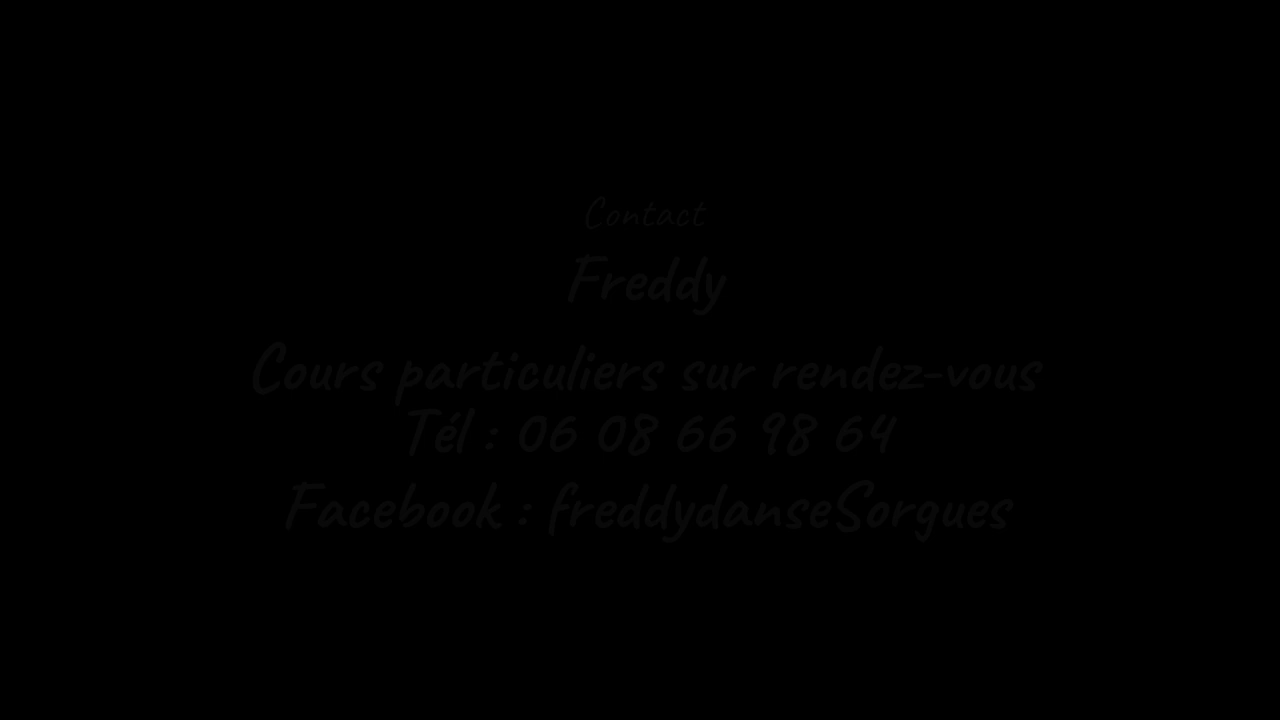 Contact
Freddy
Cours particuliers sur rendez-vous
Tél : 06 08 66 98 64
Facebook : freddydanseSorgues